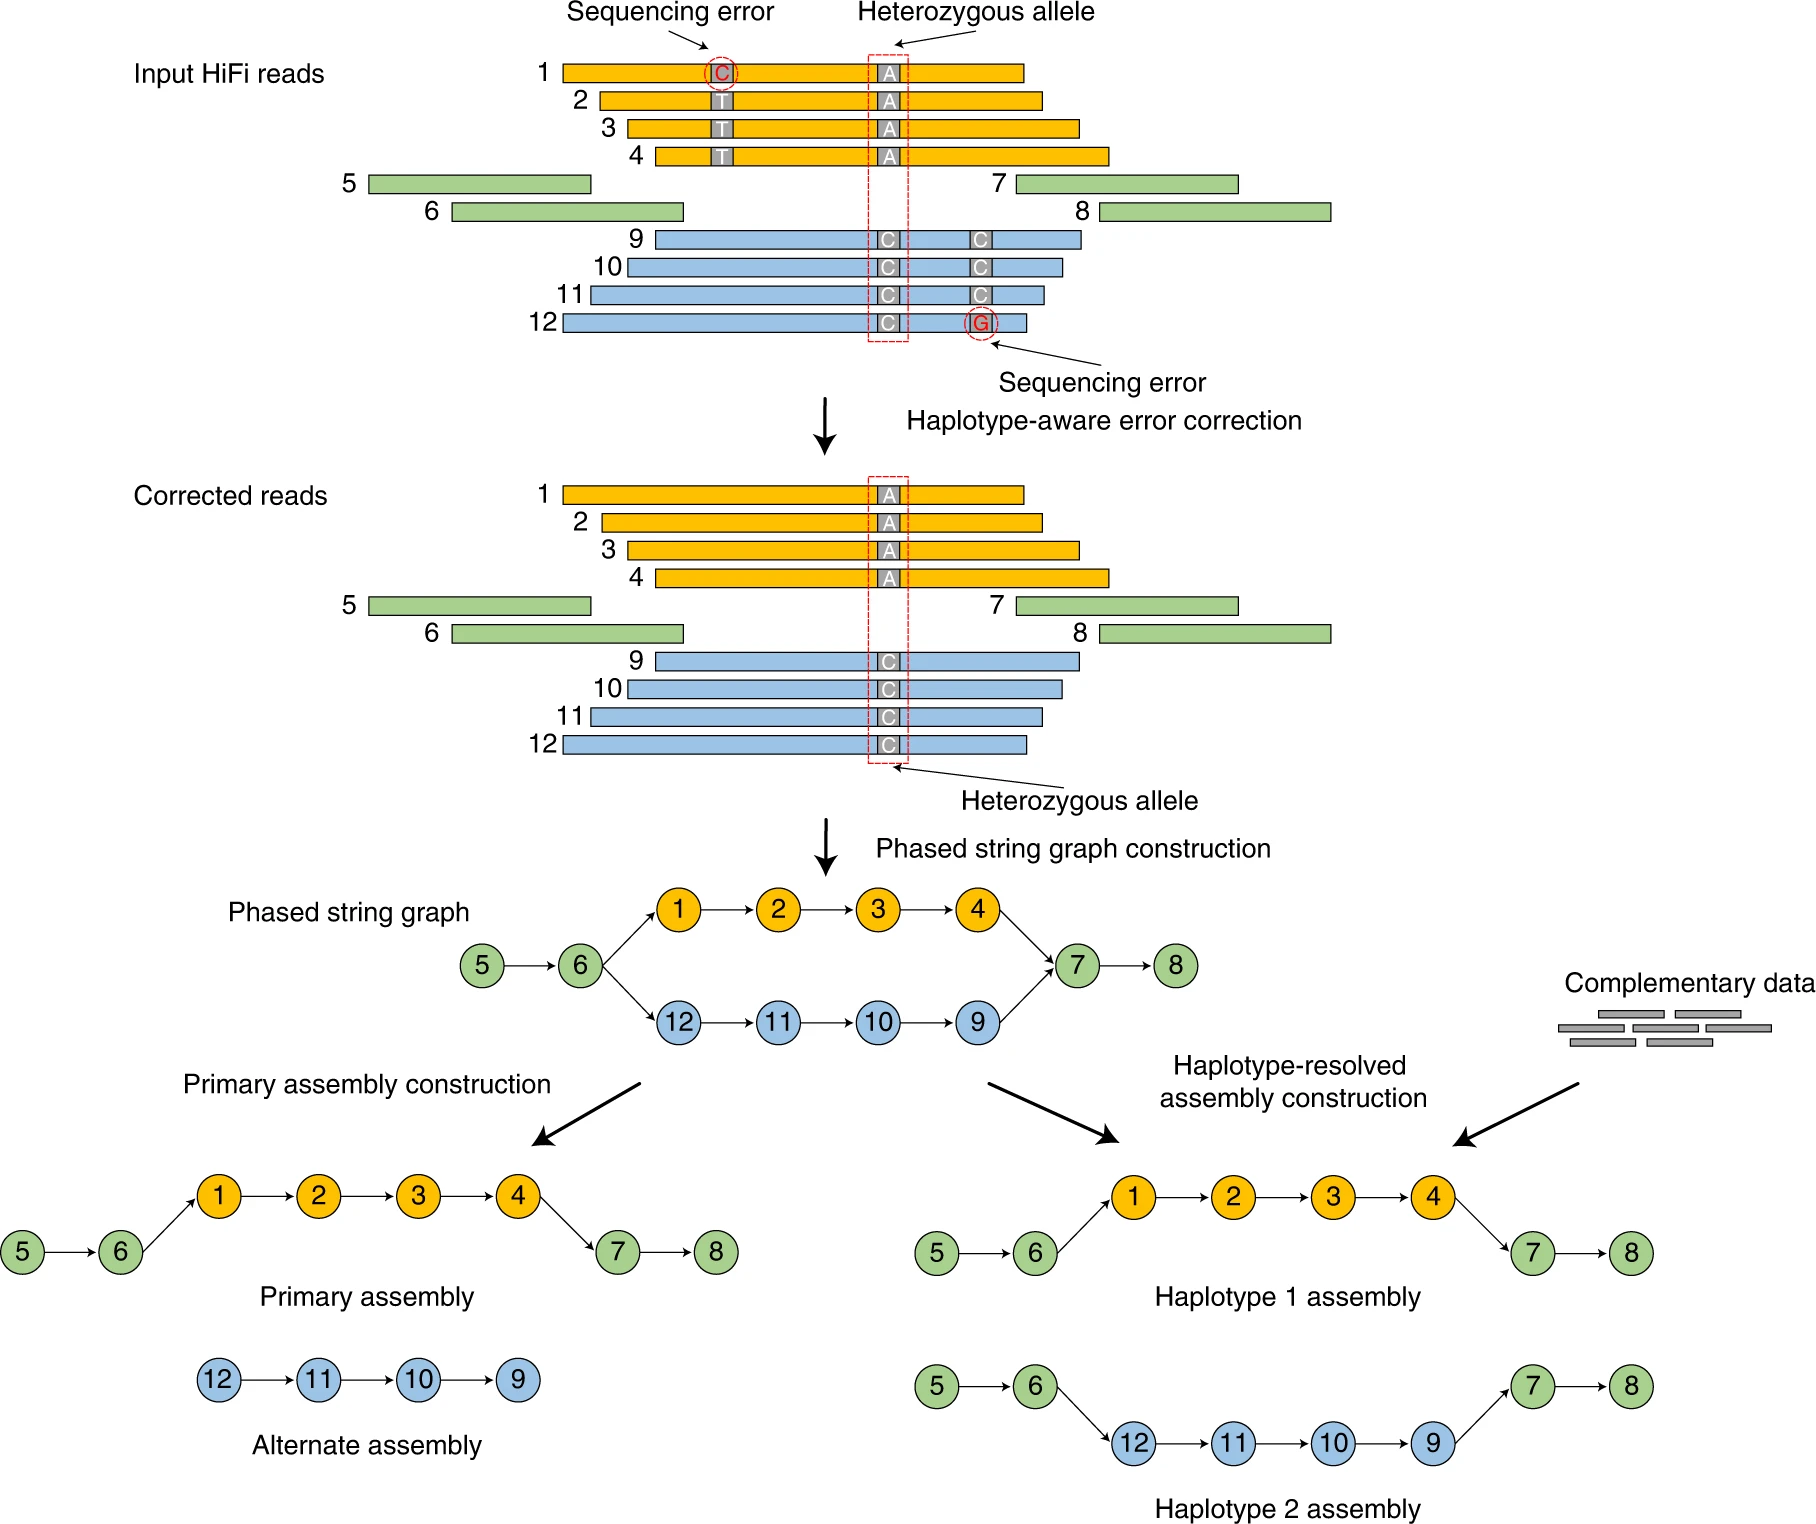 Sequencing error
Heterozygous allele
Input HiFi reads
1 C A
2 T A
3 T A
4 T A
5 7
6 8
9 C C
10 C C
11 C C
12 C G
Sequencing error
Haplotype-aware error correction
Corrected reads
1 A
2 A
3 A
4 A
5 7
6 8
9 C
10 C
11 C
12 C
Heterozygous allele
Phased string graph construction
Phased string graph
1 2 3 4
5 6 7 8
12 11 10 9
Complementary data
Primary assembly construction
Haplotype-resolved
assembly construction
1 2 3 4
5 6 7 8
Primary assembly
12 11 10 9
Alternate assembly
1 2 3 4
5 6 7 8
Haplotype 1 assembly
5 6 7 8
12 11 10 9
Haplotype 2 assembly